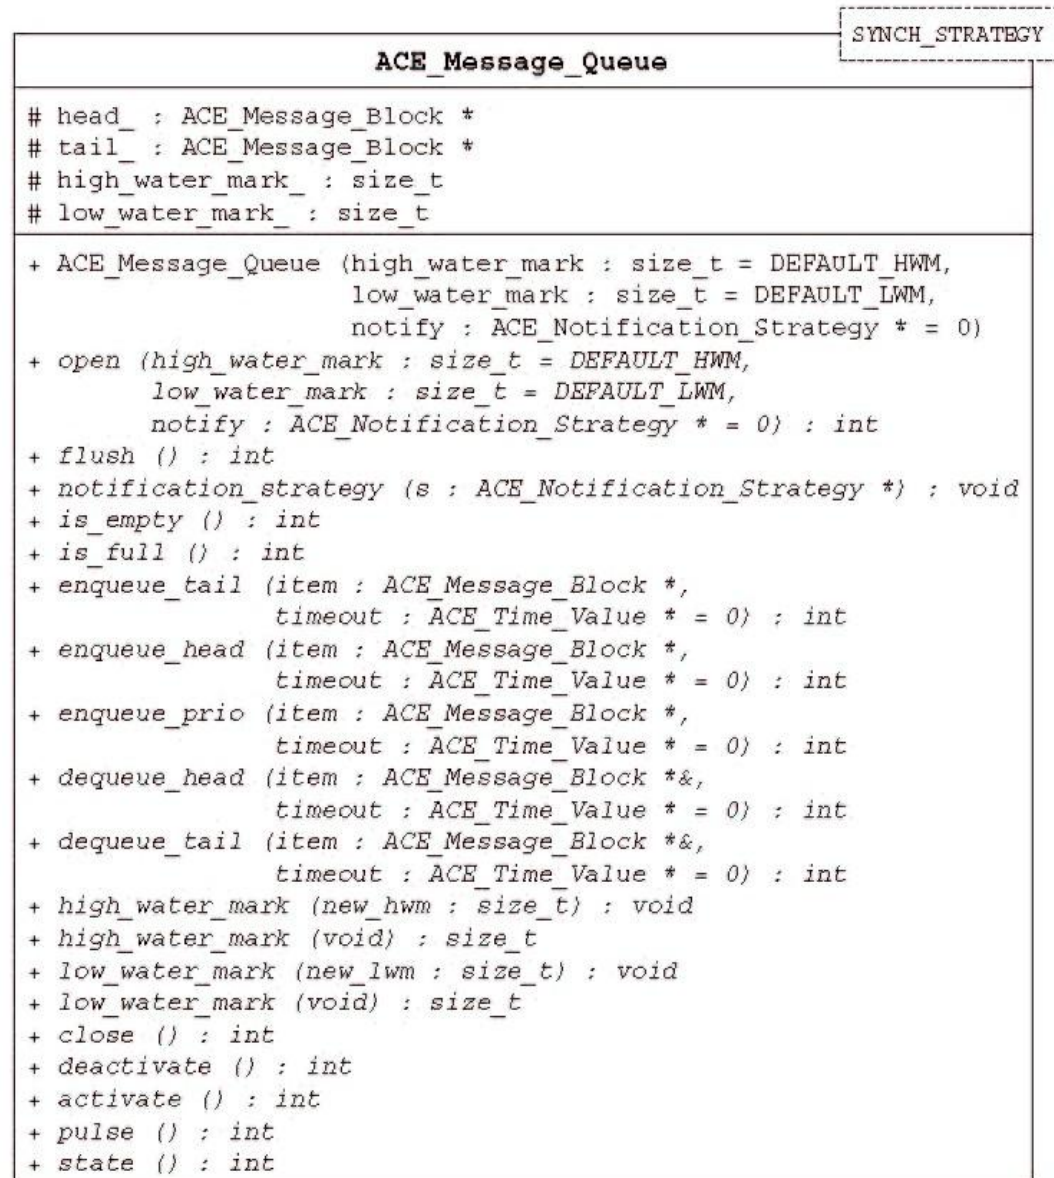 SYNCH_STRATEGY
ACE_Message_Queue
# head_ : ACE_Message_Block *
# tail_ : ACE_Message_Block *
# high_water_mark_ : size_t
# low_water_mark_ : size_t
+ ACE_Message_Queue (high_water_mark : size_t = DEFAULT_HWM,
low_water_mark : size_t = DEFAULT_LWM,
notify : ACE_Notification_Strategy * = 0)
+ open (high_water_mark : size_t = DEFAULT_HWM,
low_water_mark : size_t = DEFAULT_LWM,
notify : ACE_Notification_Strategy * = 0) : int
+ flush () : int
+ notification_strategy (s : ACE_Notification_Strategy *) : void
+ is_empty () : int
+ is_full () : int
+ enqueue_tail (item : ACE_Message_Block *,
timeout : ACE_Time_Value * = 0) : int
+ enqueue_head (item : ACE_Message_Block *,
timeout : ACE_Time_Value * = 0) : int
+ enqueue_prio (item : ACE_Message_Block *,
timeout : ACE_Time_Value * = 0) : int
+ dequeue_head (item : ACE_Message_Block *&,
timeout : ACE_Time_Value * = 0) : int
+ dequeue_tail (item : ACE_Message_Block *&,
timeout : ACE_Time_Value * = 0) : int
+ high_water_mark (new_hwm : size_t) : void
+ high_water_mark (void) : size_t
+ low_water_mark (new_lwm : size_t) : void
+ low_water_mark (void) : size_t
+ close () : int
+ deactivate () : int
+ activate () : int
+ pulse () : int
+ state () : int